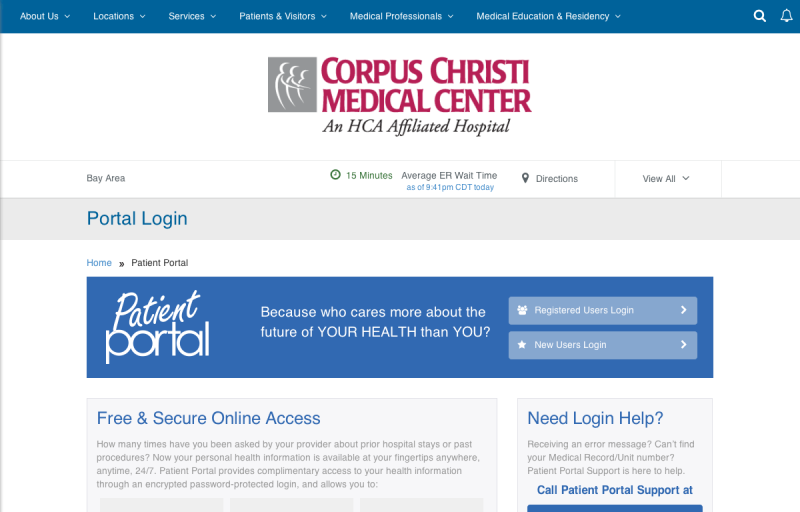 About Us Locations Services Patients & Visitors Medical Professionals Medical Education & Residency
CORPUS CHRISTI
MEDICAL CENTER
An HCA Affiliated Hospital
Bay Area 15 Minutes Average ER Wait Time Directions View All
as of 9:41pm CDT today
Portal Login
Home » Patient Portal
Patient
portal
Because who cares more about the
future of YOUR HEALTH than YOU?
Registered Users Login
New Users Login
Free & Secure Online Access
How many times have you been asked by your provider about prior hospital stays or past
procedures? Now your personal health information is available at your fingertips anywhere,
anytime, 24/7. Patient Portal provides complimentary access to your health information
through an encrypted password-protected login, and allows you to:
Need Login Help?
Receiving an error message? Can't find
your Medical Record/Unit number?
Patient Portal Support is here to help.
Call Patient Portal Support at